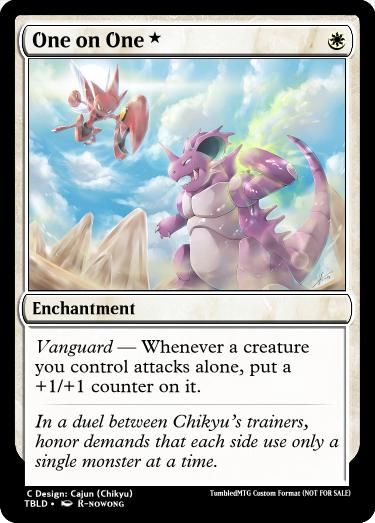 One on One ★
Enchantment
Vanguard — Whenever a creature
you control attacks alone, put a
+1/+1 counter on it.
In a duel between Chikyu's trainers,
honor demands that each side use only a
single monster at a time.
C Design: Cajun (Chikyu)
TBLD • R-nowong
TumbledMTG Custom Format (NOT FOR SALE)